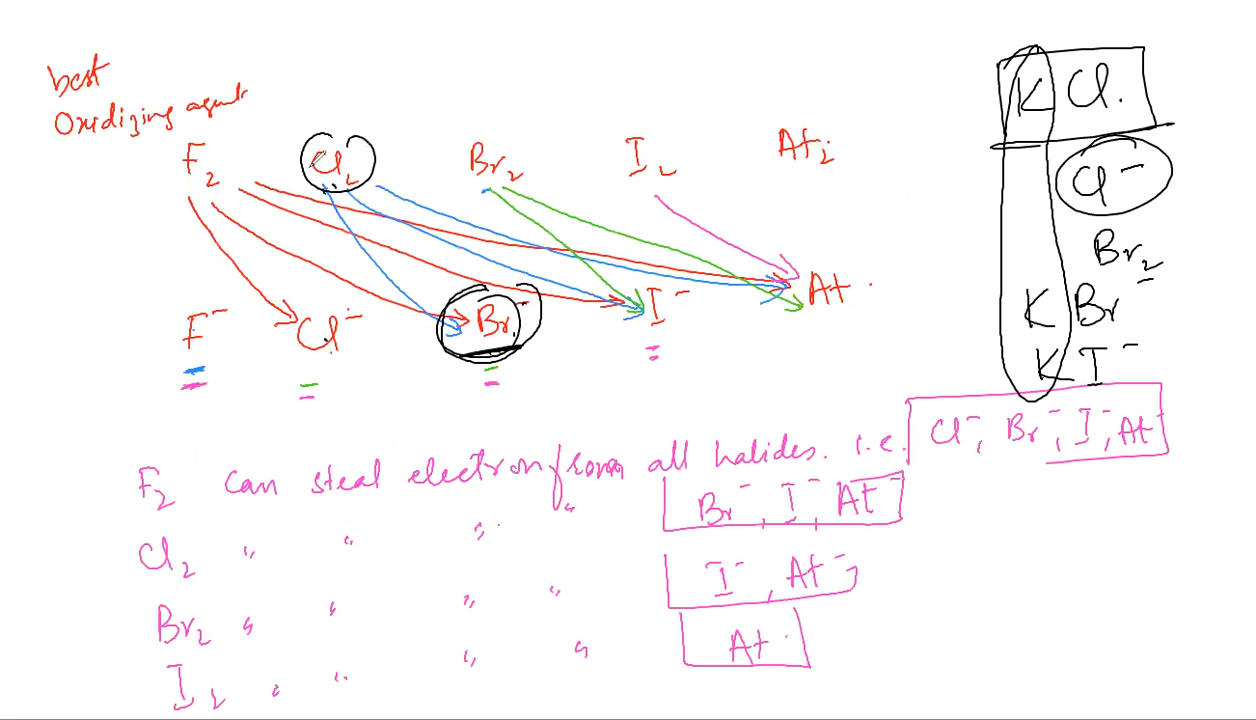 best
Oxidizing agent
F₂ Cl₂ Br₂ I₂ At₂
F⁻ Cl⁻ Br⁻ I⁻ At
K Cl.
Cl⁻
Br₂
K Br⁻
K I⁻
F₂ can steal electron from all halides. i.e. Cl⁻, Br⁻, I⁻, At⁻
Cl₂ " " " " Br⁻, I⁻, At⁻
Br₂ " " " " I⁻, At⁻
I₂ " " " " At